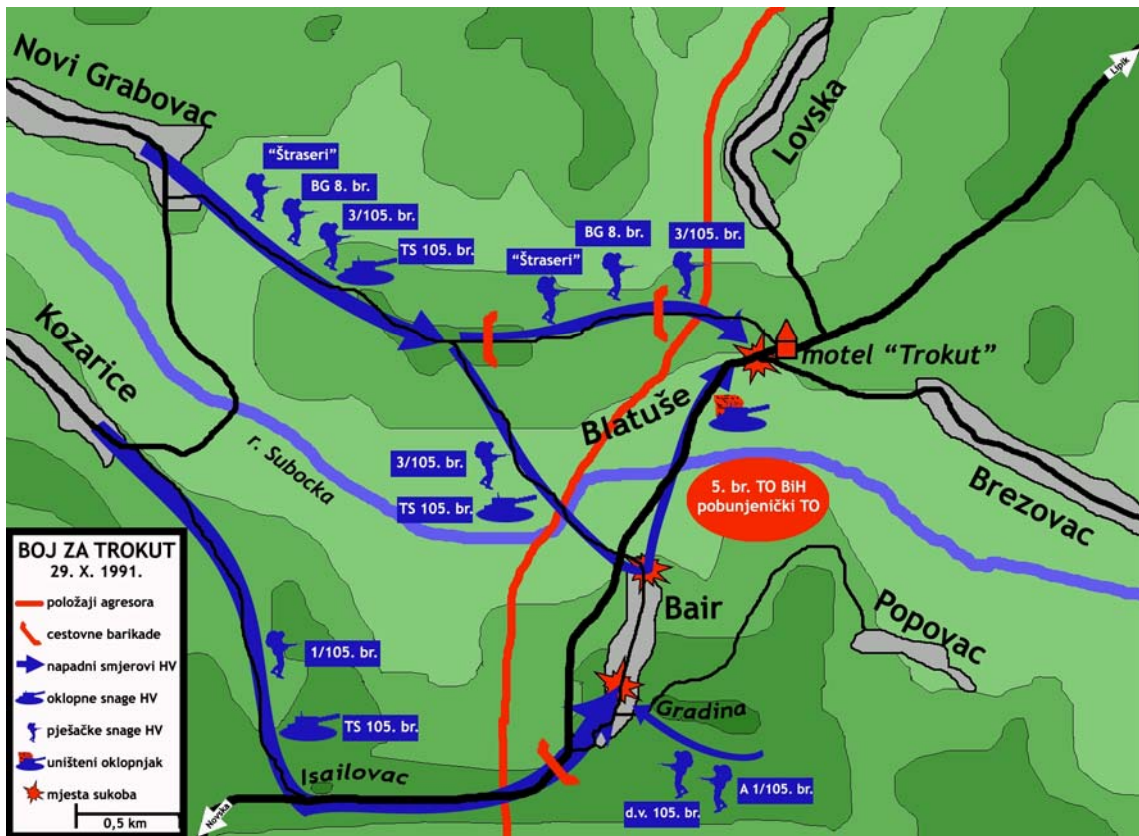 Novi Grabovac
Lovska
Lipik
"Štraseri"
BG 8. br.
3/105. br.
TS 105. br.
"Štraseri"
BG 8. br.
3/105. br.
Kozarice
motel "Trokut"
Blatuše
r. Subocka
3/105. br.
TS 105. br.
5. br. TO BiH
pobunjenički TO
Brezovac
Bair
Popovac
1/105. br.
TS 105. br.
Gradina
Isailovac
A 1/105. br.
d.v. 105. br.
Novska
BOJ ZA TROKUT
29. X. 1991.
položaji agresora
cestovne barikade
napadni smjerovi HV
oklopne snage HV
pješačke snage HV
uništeni oklopnjak
mjesta sukoba
0,5 km